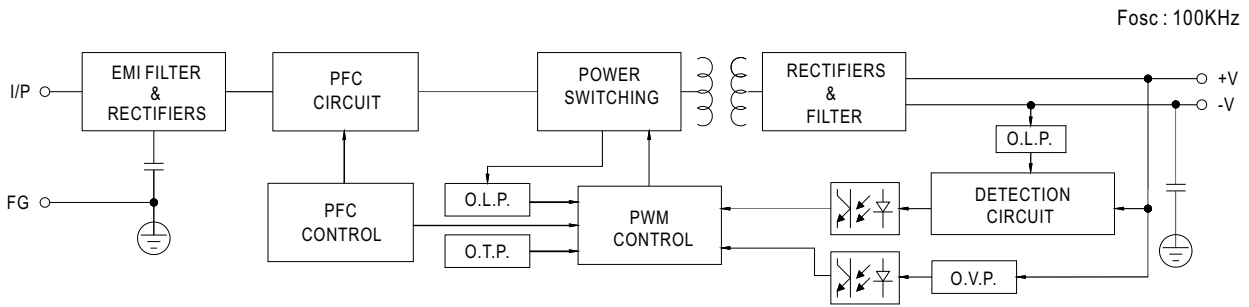 Fosc : 100KHz
I/P
EMI FILTER
&
RECTIFIERS
PFC
CIRCUIT
POWER
SWITCHING
RECTIFIERS
&
FILTER
+V
-V
O.L.P.
FG
PFC
CONTROL
O.L.P.
O.T.P.
PWM
CONTROL
DETECTION
CIRCUIT
O.V.P.